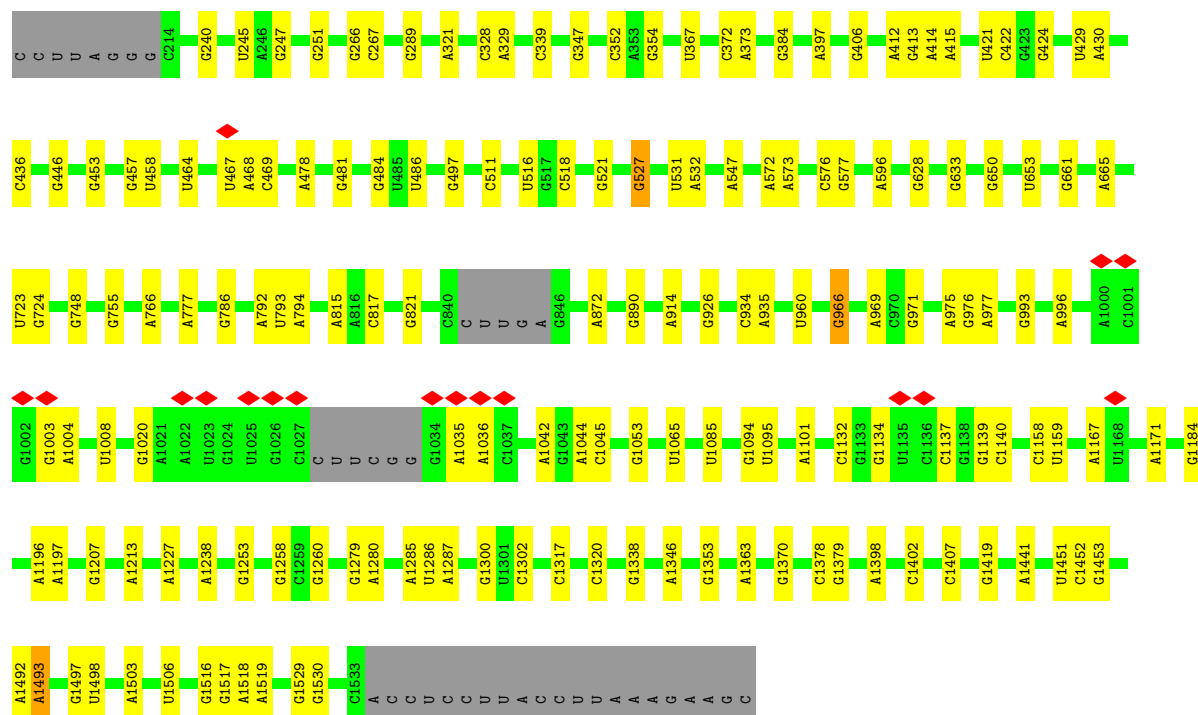 C C U U A G G G C214 G240 U245 A246 G247 G251 G266 C267 G289 A321 C328 A329 C339 G347 C352 A353 G354 U367 C372 A373 G384 A397 G406 A412 G413 A414 A415 U421 C422 G423 G424 U429 A430
C436 G446 G453 G457 U458 U464 U467 A468 C469 A478 G481 G484 U485 U486 G497 C511 U516 G517 C518 G521 G527 U531 A532 A547 A572 A573 C576 G577 A596 G628 G633 G650 U653 G661 A665
U723 G724 G748 G755 A766 A777 G786 A792 U793 A794 A815 A816 C817 G821 C840 C U U G A G846 A872 G890 A914 G926 C934 A935 U960 G966 A969 C970 G971 A975 G976 A977 G993 A996 A1000 C1001
G1002 G1003 A1004 U1008 G1020 A1021 A1022 U1023 G1024 U1025 G1026 C1027 C U U C G G G1034 A1035 A1036 C1037 A1042 G1043 A1044 C1045 G1053 U1065 U1085 G1094 U1095 A1101 C1132 G1133 G1134 U1135 C1136 C1137 G1138 G1139 C1140 C1158 U1159 A1167 U1168 A1171 G1184
A1196 A1197 G1207 A1213 A1227 A1238 G1253 G1258 C1259 G1260 G1279 A1280 A1285 U1286 A1287 G1300 U1301 C1302 C1317 C1320 G1338 A1346 G1353 A1363 G1370 C1378 G1379 A1398 C1402 C1407 G1419 A1441 U1451 C1452 G1453
A1492 A1493 G1497 U1498 A1503 U1506 G1516 G1517 A1518 A1519 G1529 G1530 C1533 A C C U C C U U A C C U U A A A G A A G C